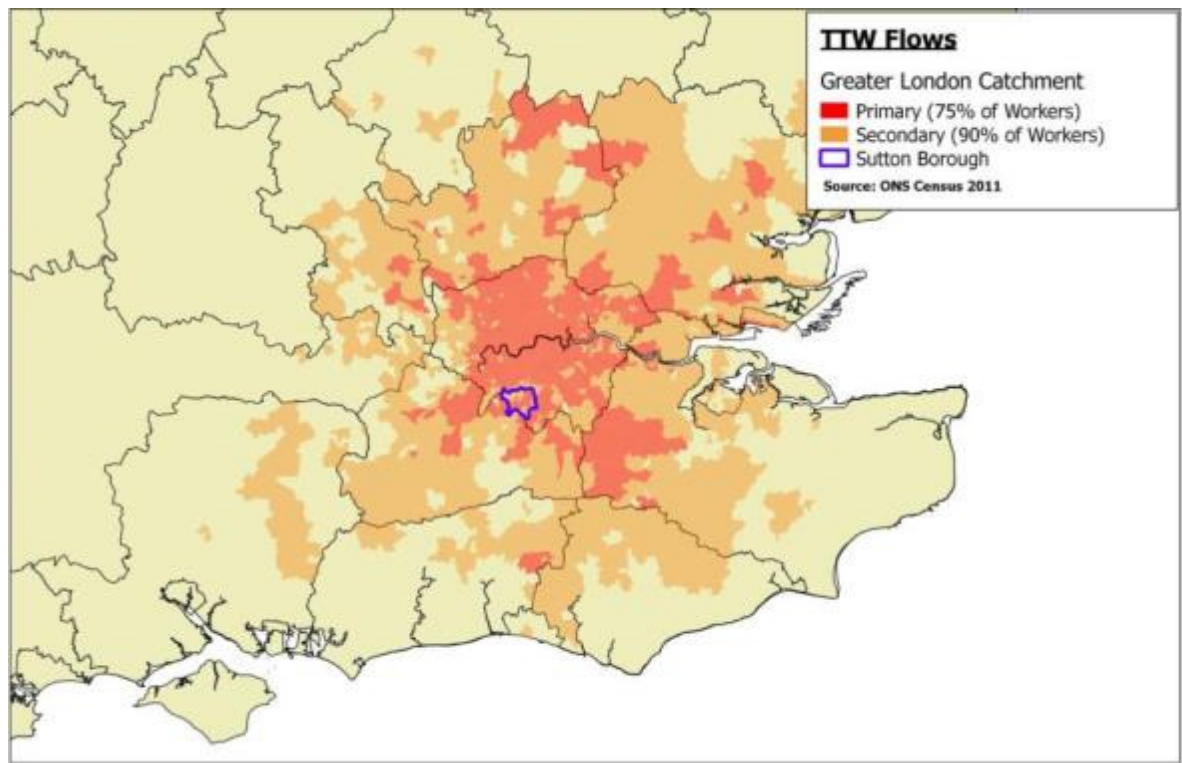 TTW Flows
Greater London Catchment
Primary (75% of Workers)
Secondary (90% of Workers)
Sutton Borough
Source: ONS Census 2011